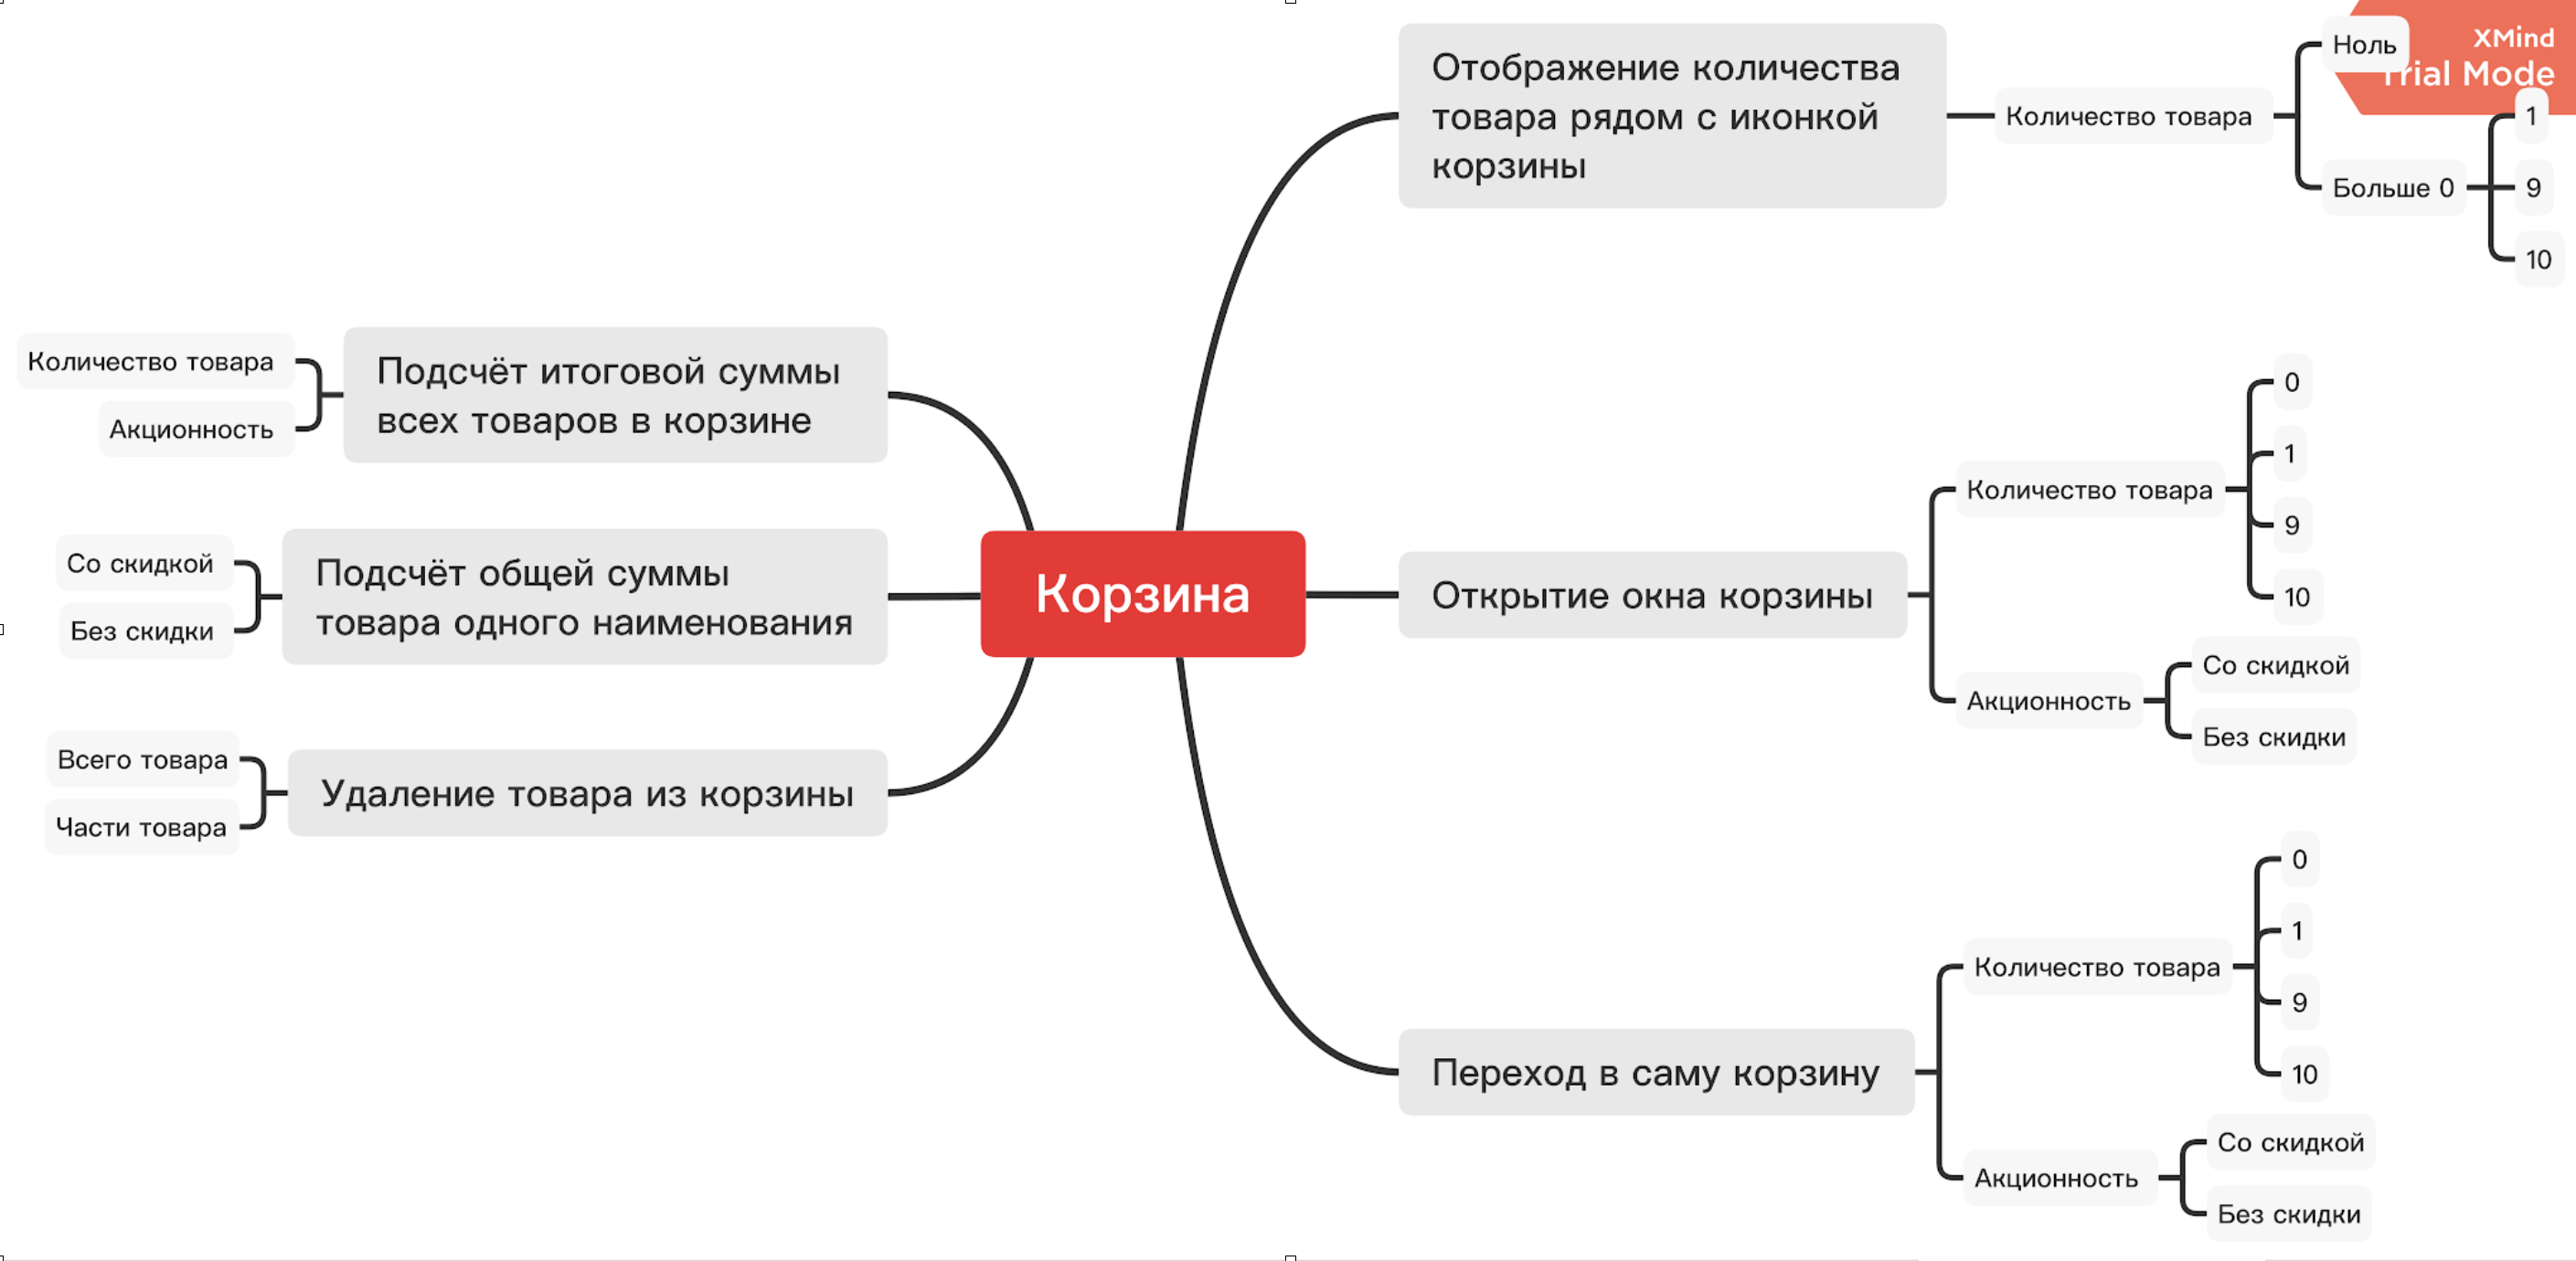 Отображение количества
товара рядом с иконкой
корзины
Количество товара
Ноль
Больше 0
1
9
10
XMind
Trial Mode
Подсчёт итоговой суммы
всех товаров в корзине
Количество товара
Акционность
Подсчёт общей суммы
товара одного наименования
Со скидкой
Без скидки
Удаление товара из корзины
Всего товара
Части товара
Корзина
Открытие окна корзины
Количество товара
0
1
9
10
Акционность
Со скидкой
Без скидки
Переход в саму корзину
Количество товара
0
1
9
10
Акционность
Со скидкой
Без скидки